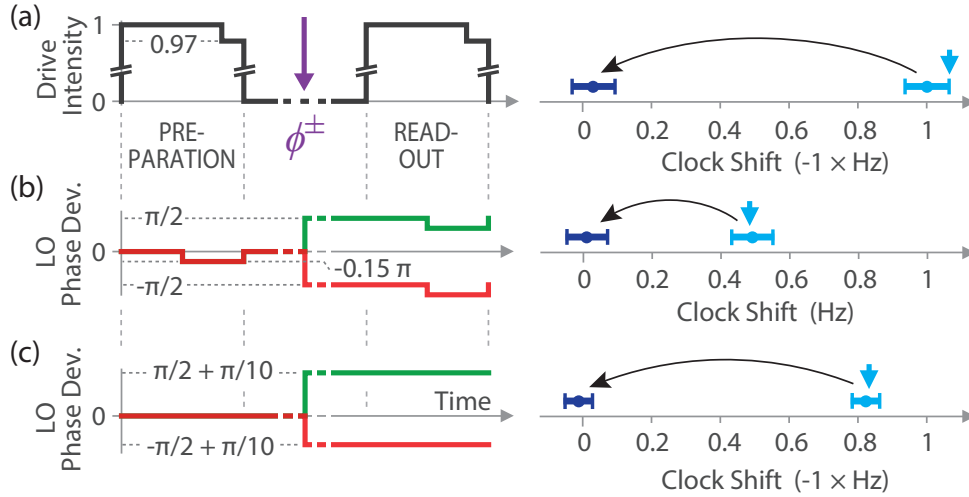 (a)
Drive
Intensity
1
0.97
0
PRE-
PARATION
ϕ±
READ-
OUT
0 0.2 0.4 0.6 0.8 1
Clock Shift (-1 × Hz)
(b)
LO
Phase Dev.
π/2
0
-0.15 π
-π/2
0 0.2 0.4 0.6 0.8 1
Clock Shift (Hz)
(c)
LO
Phase Dev.
π/2 + π/10
0
Time
-π/2 + π/10
0 0.2 0.4 0.6 0.8 1
Clock Shift (-1 × Hz)